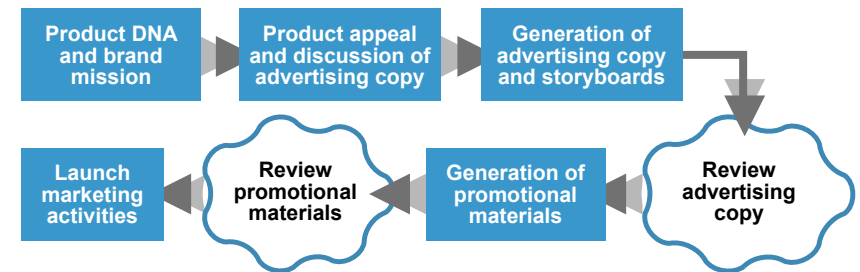 Product DNA
and brand
mission
Product appeal
and discussion of
advertising copy
Generation of
advertising copy
and storyboards
Review
advertising
copy
Generation of
promotional
materials
Review
promotional
materials
Launch
marketing
activities